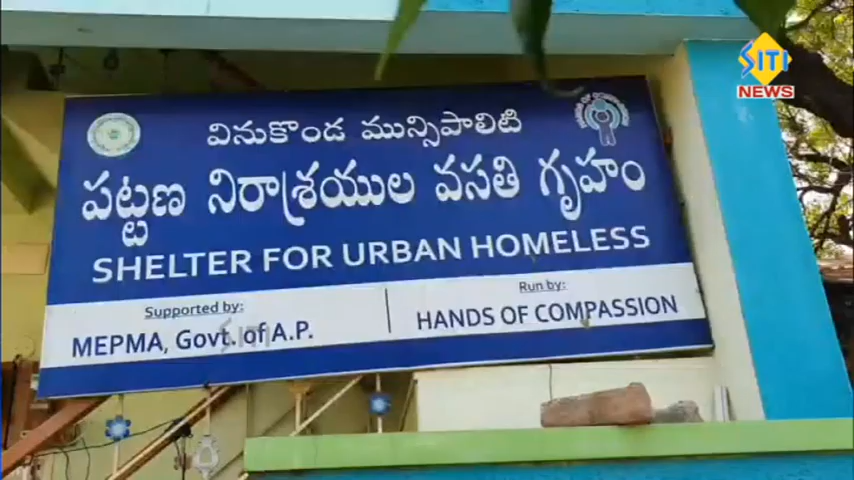 SITI
NEWS
వినుకొండ మున్సిపాలిటి
పట్టణ నిరాశ్రయుల వసతి గృహం
SHELTER FOR URBAN HOMELESS
Supported by:
MEPMA, Govt. of A.P.
Run by:
HANDS OF COMPASSION